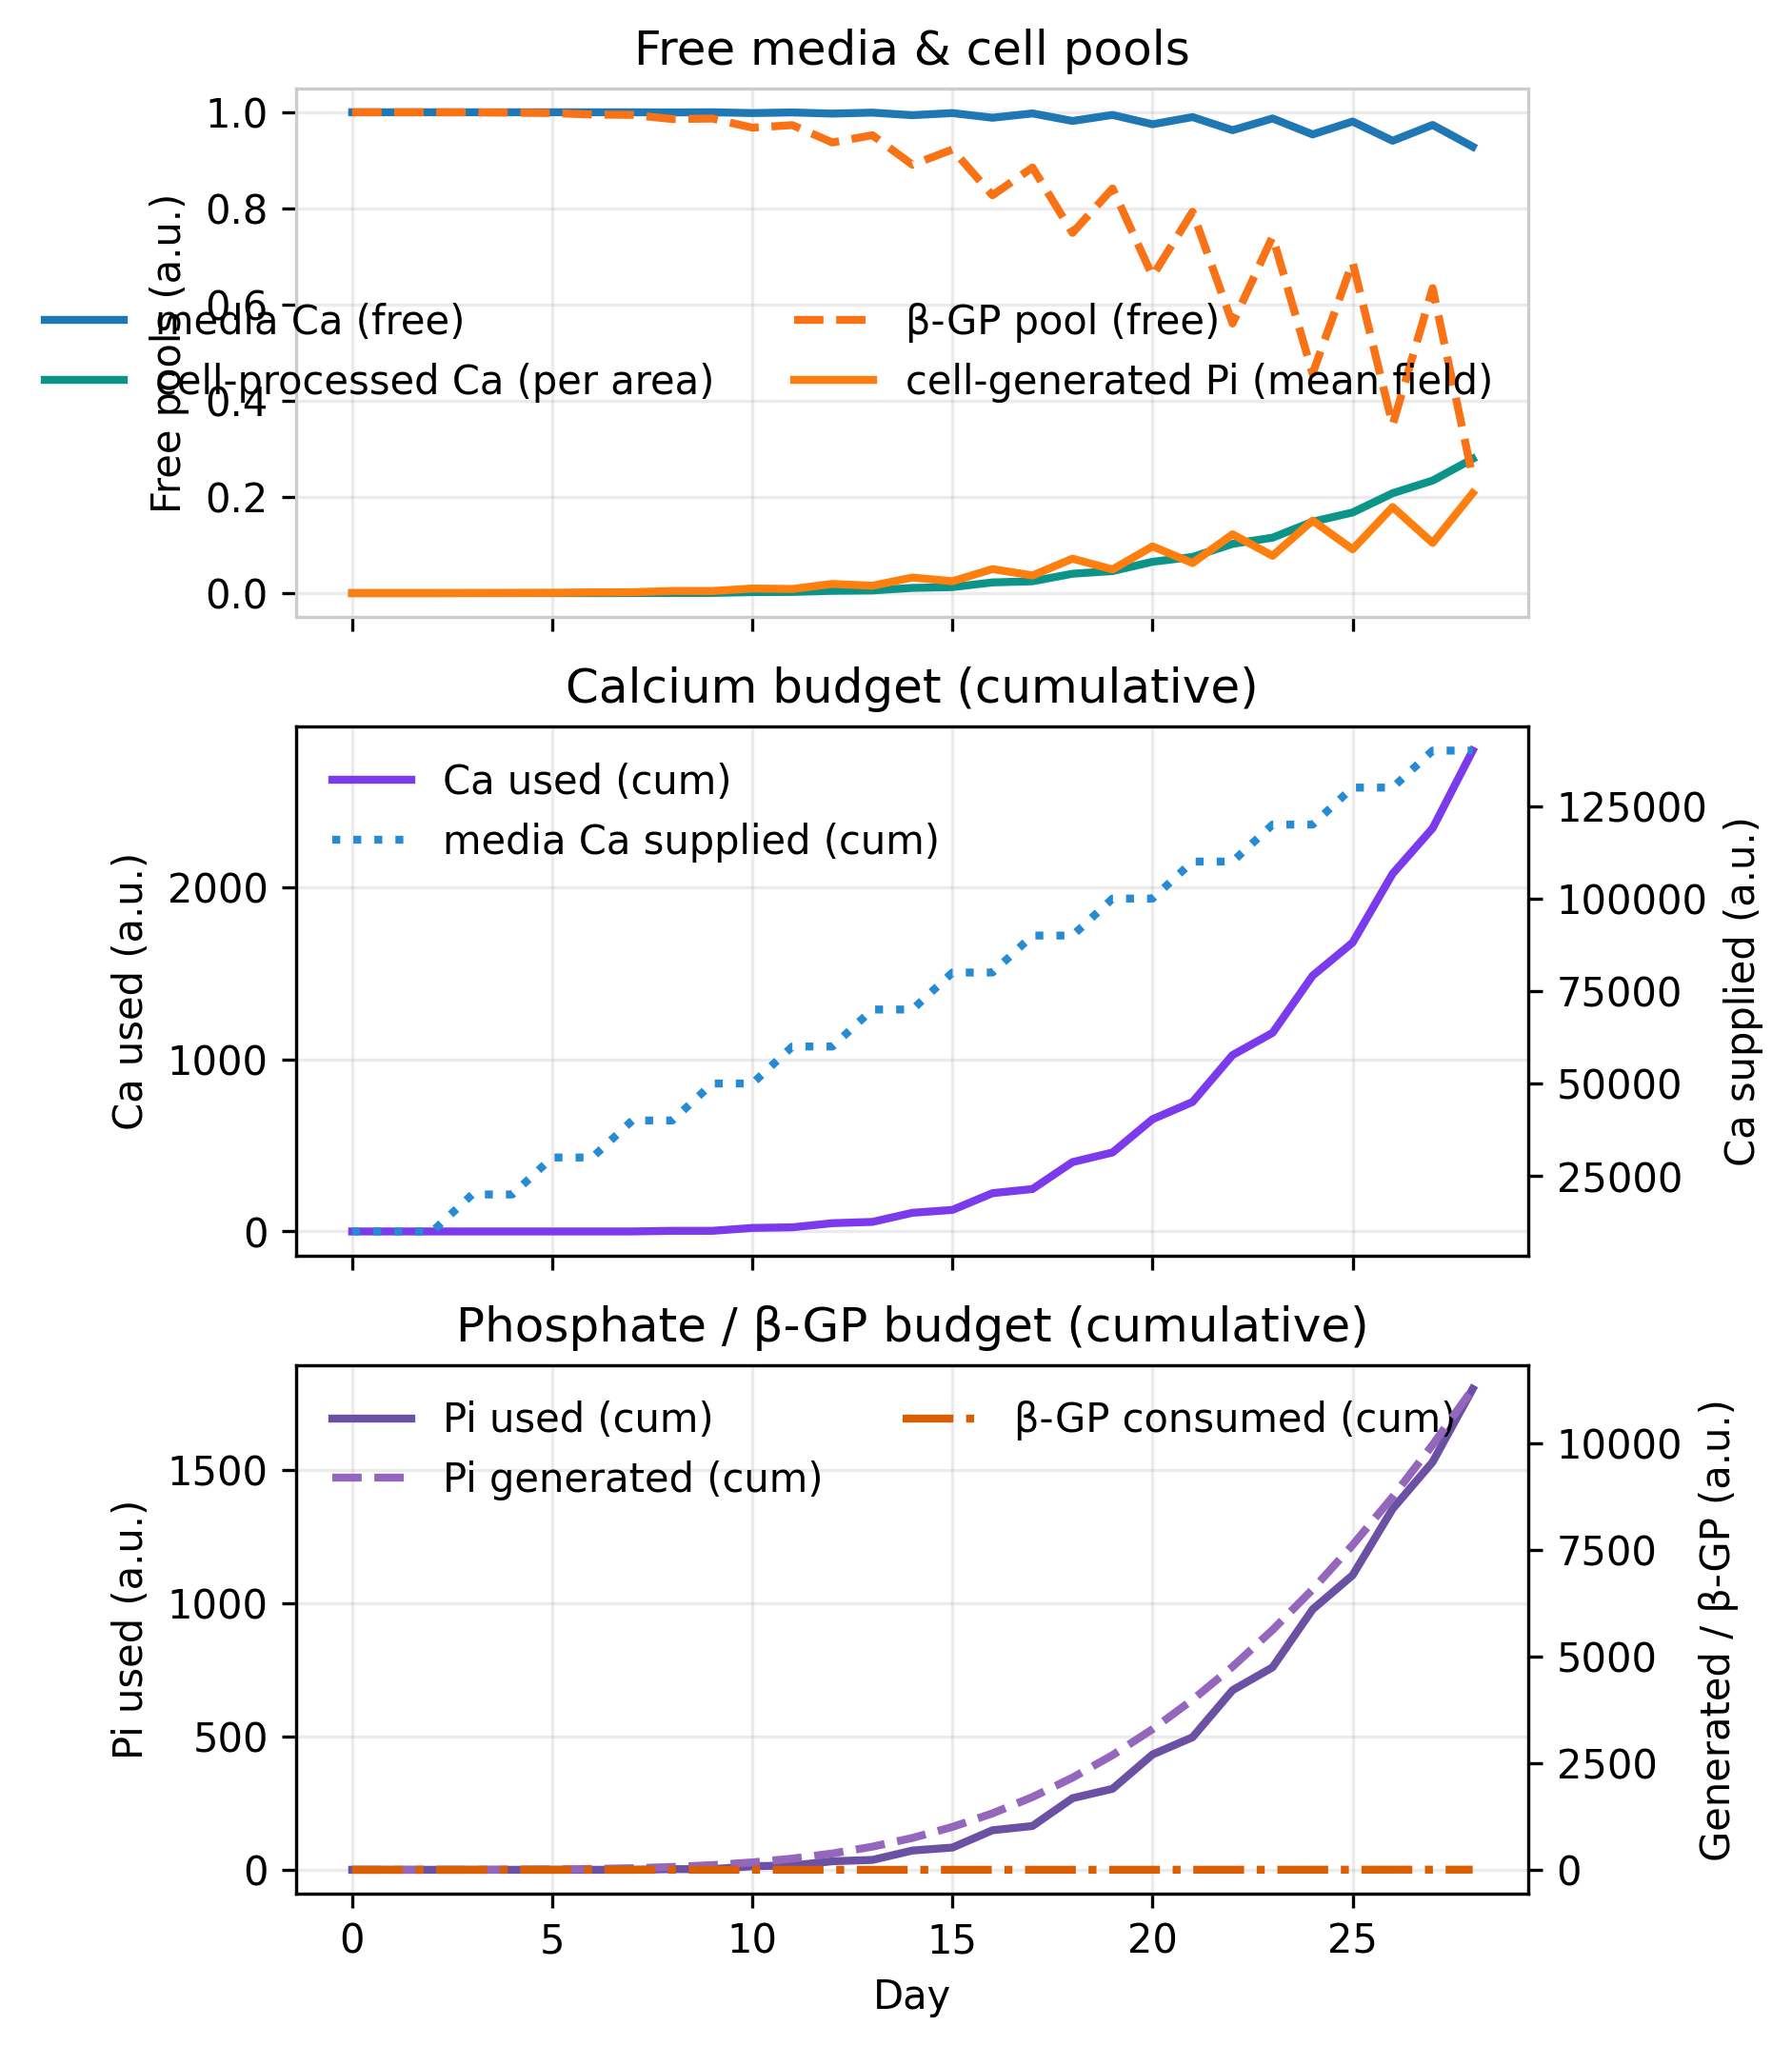 Free media & cell pools
Free pools (a.u.)
1.0
0.8
0.6
0.4
0.2
0.0
media Ca (free)
cell-processed Ca (per area)
β-GP pool (free)
cell-generated Pi (mean field)
Calcium budget (cumulative)
Ca used (a.u.)
2000
1000
0
Ca used (cum)
media Ca supplied (cum)
125000
100000
75000
50000
25000
Ca supplied (a.u.)
Phosphate / β-GP budget (cumulative)
Pi used (a.u.)
1500
1000
500
0
Pi used (cum)
Pi generated (cum)
β-GP consumed (cum)
10000
7500
5000
2500
0
Generated / β-GP (a.u.)
0 5 10 15 20 25
Day